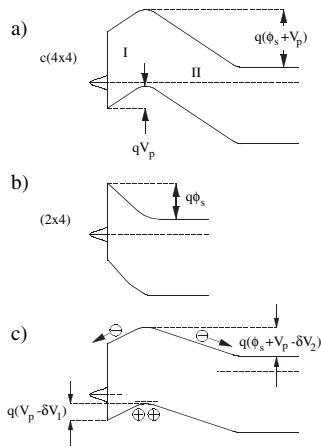 a)
q(ϕs+Vp)
I
c(4x4)
II
qVp
b)
qϕs
(2x4)
c)
⊖ ⊖
q(ϕs+Vp-δV2)
q(Vp-δV1)
⊕⊕